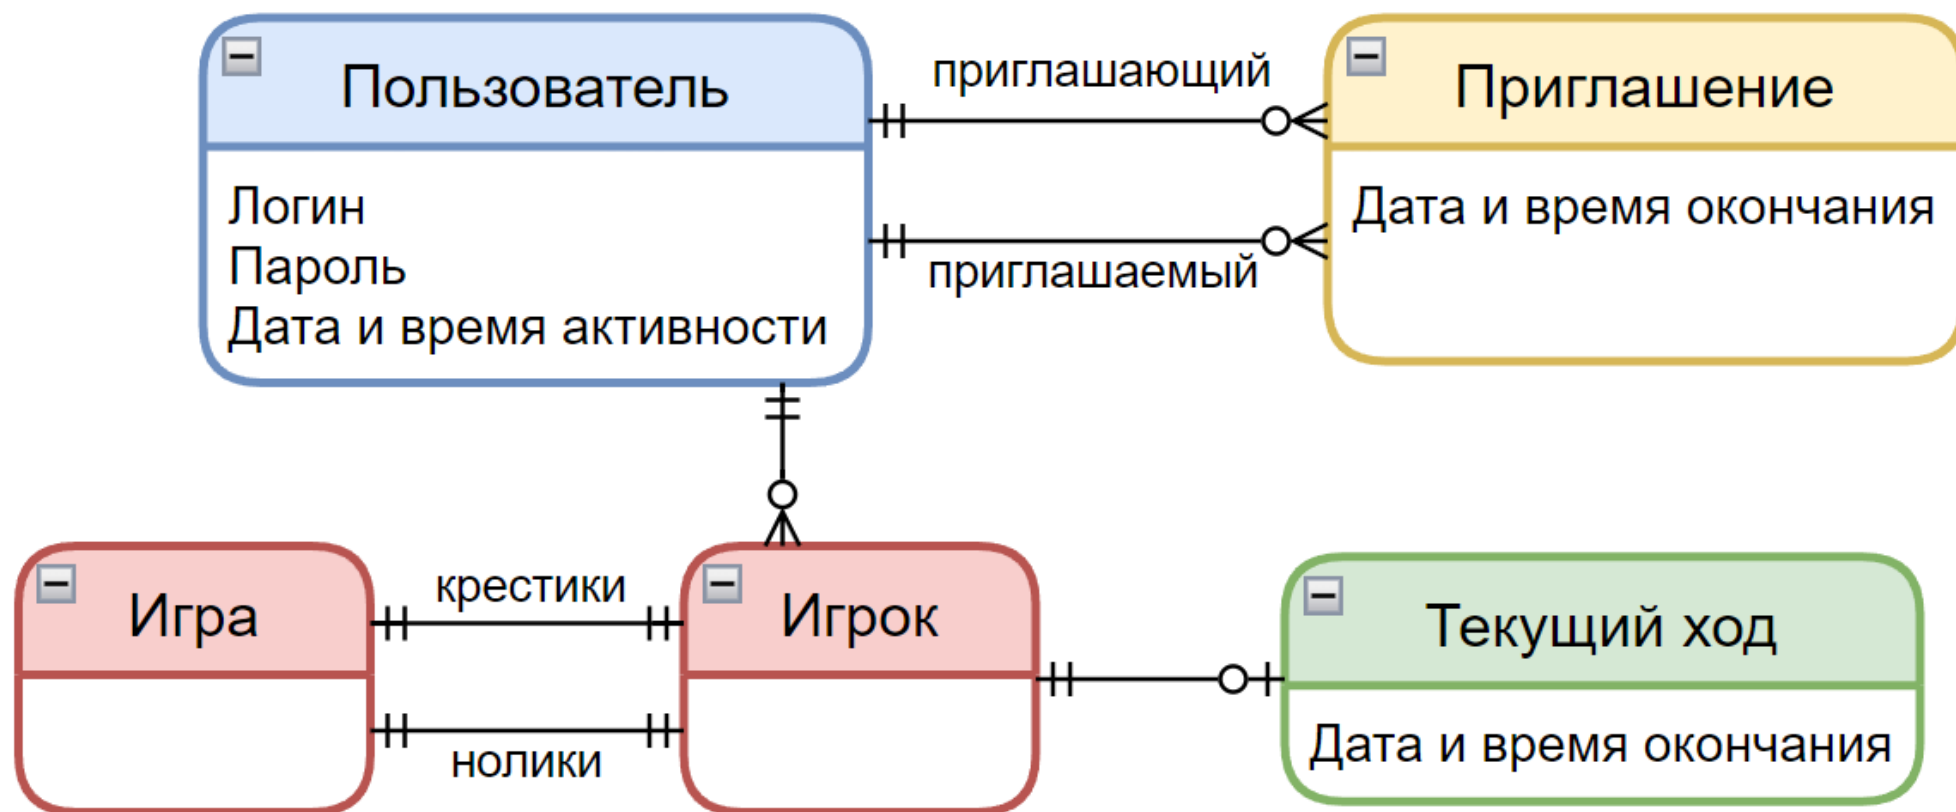 Пользователь
Логин
Пароль
Дата и время активности
приглашающий
приглашаемый
Приглашение
Дата и время окончания
Игра
крестики
нолики
Игрок
Текущий ход
Дата и время окончания